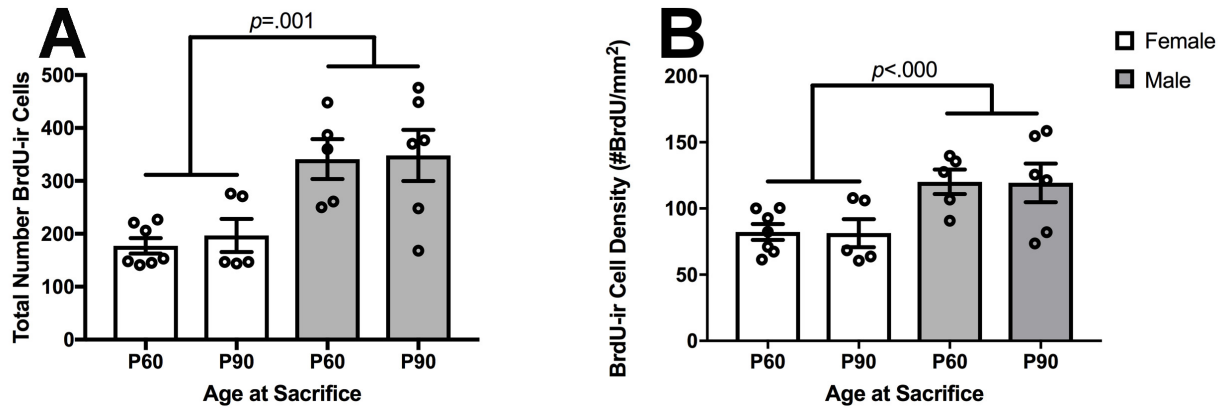 A
p=.001
Total Number BrdU-ir Cells
500
400
300
200
100
0
P60 P90 P60 P90
Age at Sacrifice
B
p<.000
BrdU-ir Cell Density (#BrdU/mm²)
200
150
100
50
0
P60 P90 P60 P90
Age at Sacrifice
Female
Male